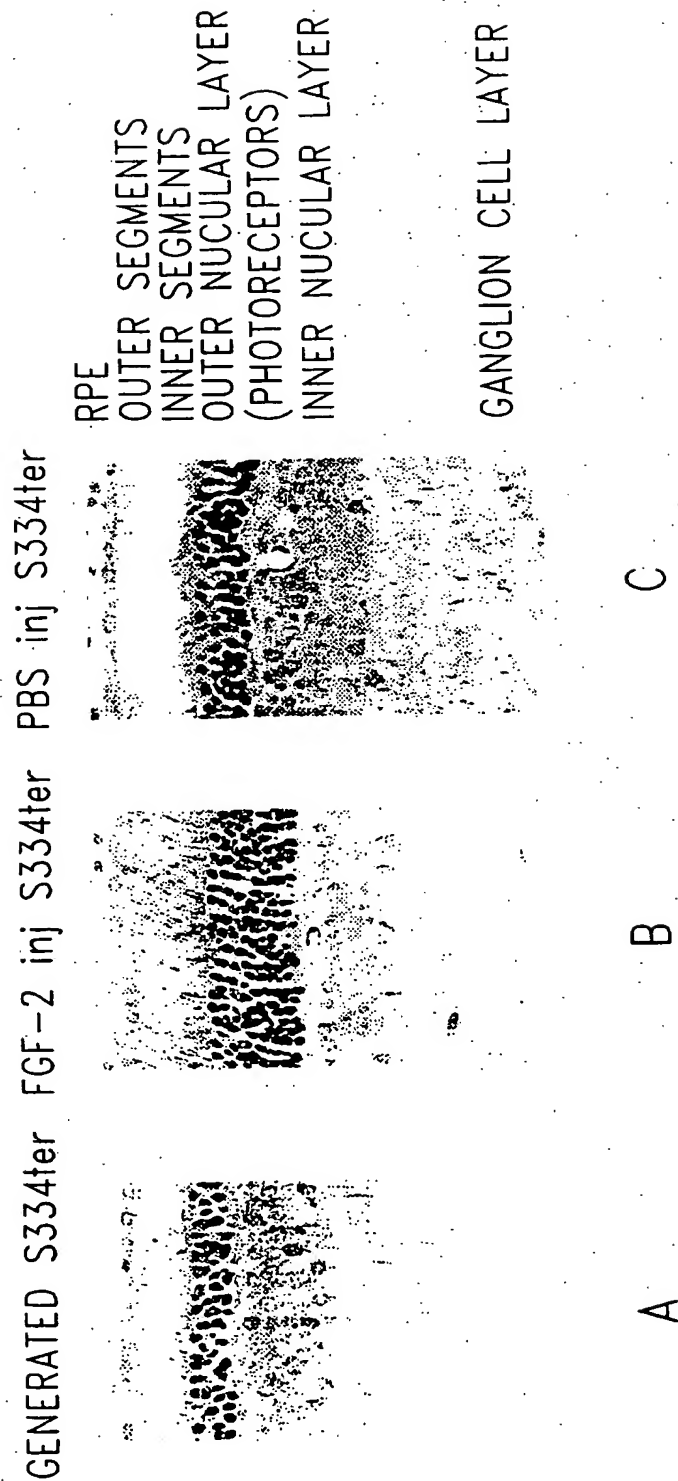 GENERATED S334ter FGF-2 inj S334ter PBS inj S334ter
RPE
OUTER SEGMENTS
INNER SEGMENTS
OUTER NUCULAR LAYER
(PHOTORECEPTORS)
INNER NUCULAR LAYER
GANGLION CELL LAYER
A B C